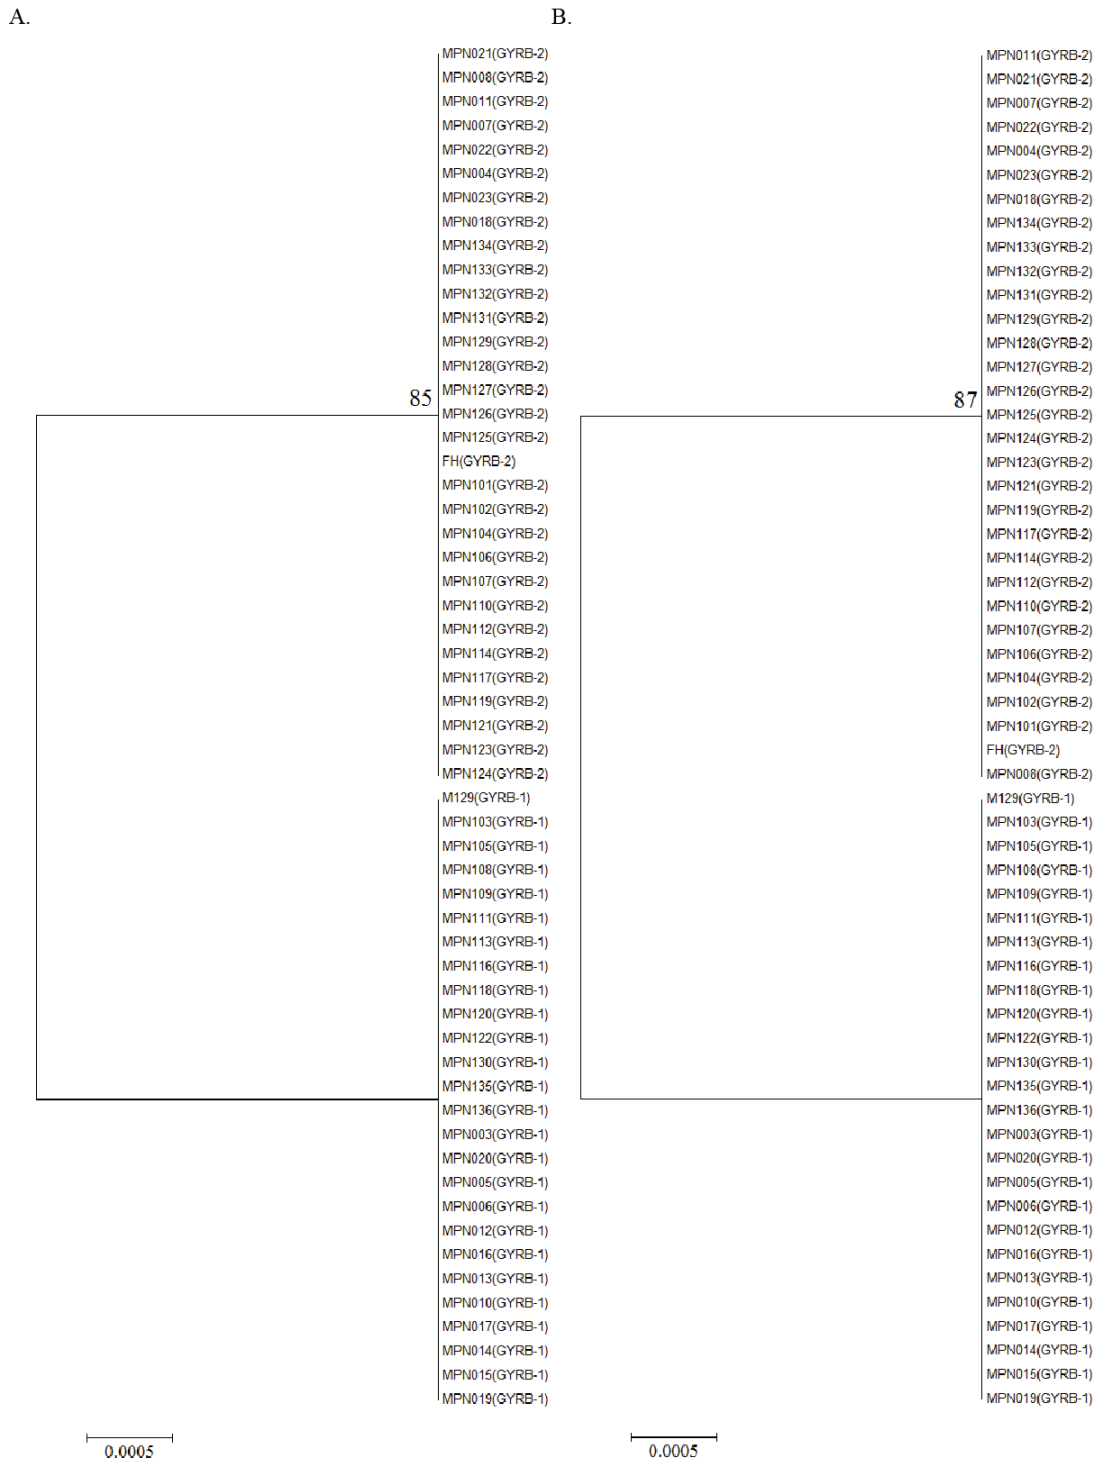 A.
MPN021(GYRB-2)
MPN008(GYRB-2)
MPN011(GYRB-2)
MPN007(GYRB-2)
MPN022(GYRB-2)
MPN004(GYRB-2)
MPN023(GYRB-2)
MPN018(GYRB-2)
MPN134(GYRB-2)
MPN133(GYRB-2)
MPN132(GYRB-2)
MPN131(GYRB-2)
MPN129(GYRB-2)
MPN128(GYRB-2)
MPN127(GYRB-2)
85
MPN126(GYRB-2)
MPN125(GYRB-2)
FH(GYRB-2)
MPN101(GYRB-2)
MPN102(GYRB-2)
MPN104(GYRB-2)
MPN106(GYRB-2)
MPN107(GYRB-2)
MPN110(GYRB-2)
MPN112(GYRB-2)
MPN114(GYRB-2)
MPN117(GYRB-2)
MPN119(GYRB-2)
MPN121(GYRB-2)
MPN123(GYRB-2)
MPN124(GYRB-2)
M129(GYRB-1)
MPN103(GYRB-1)
MPN105(GYRB-1)
MPN108(GYRB-1)
MPN109(GYRB-1)
MPN111(GYRB-1)
MPN113(GYRB-1)
MPN116(GYRB-1)
MPN118(GYRB-1)
MPN120(GYRB-1)
MPN122(GYRB-1)
MPN130(GYRB-1)
MPN135(GYRB-1)
MPN136(GYRB-1)
MPN003(GYRB-1)
MPN020(GYRB-1)
MPN005(GYRB-1)
MPN006(GYRB-1)
MPN012(GYRB-1)
MPN016(GYRB-1)
MPN013(GYRB-1)
MPN010(GYRB-1)
MPN017(GYRB-1)
MPN014(GYRB-1)
MPN015(GYRB-1)
MPN019(GYRB-1)
0.0005
B.
MPN011(GYRB-2)
MPN021(GYRB-2)
MPN007(GYRB-2)
MPN022(GYRB-2)
MPN004(GYRB-2)
MPN023(GYRB-2)
MPN018(GYRB-2)
MPN134(GYRB-2)
MPN133(GYRB-2)
MPN132(GYRB-2)
MPN131(GYRB-2)
MPN129(GYRB-2)
MPN128(GYRB-2)
MPN127(GYRB-2)
MPN126(GYRB-2)
87
MPN125(GYRB-2)
MPN124(GYRB-2)
MPN123(GYRB-2)
MPN121(GYRB-2)
MPN119(GYRB-2)
MPN117(GYRB-2)
MPN114(GYRB-2)
MPN112(GYRB-2)
MPN110(GYRB-2)
MPN107(GYRB-2)
MPN106(GYRB-2)
MPN104(GYRB-2)
MPN102(GYRB-2)
MPN101(GYRB-2)
FH(GYRB-2)
MPN008(GYRB-2)
M129(GYRB-1)
MPN103(GYRB-1)
MPN105(GYRB-1)
MPN108(GYRB-1)
MPN109(GYRB-1)
MPN111(GYRB-1)
MPN113(GYRB-1)
MPN116(GYRB-1)
MPN118(GYRB-1)
MPN120(GYRB-1)
MPN122(GYRB-1)
MPN130(GYRB-1)
MPN135(GYRB-1)
MPN136(GYRB-1)
MPN003(GYRB-1)
MPN020(GYRB-1)
MPN005(GYRB-1)
MPN006(GYRB-1)
MPN012(GYRB-1)
MPN016(GYRB-1)
MPN013(GYRB-1)
MPN010(GYRB-1)
MPN017(GYRB-1)
MPN014(GYRB-1)
MPN015(GYRB-1)
MPN019(GYRB-1)
0.0005